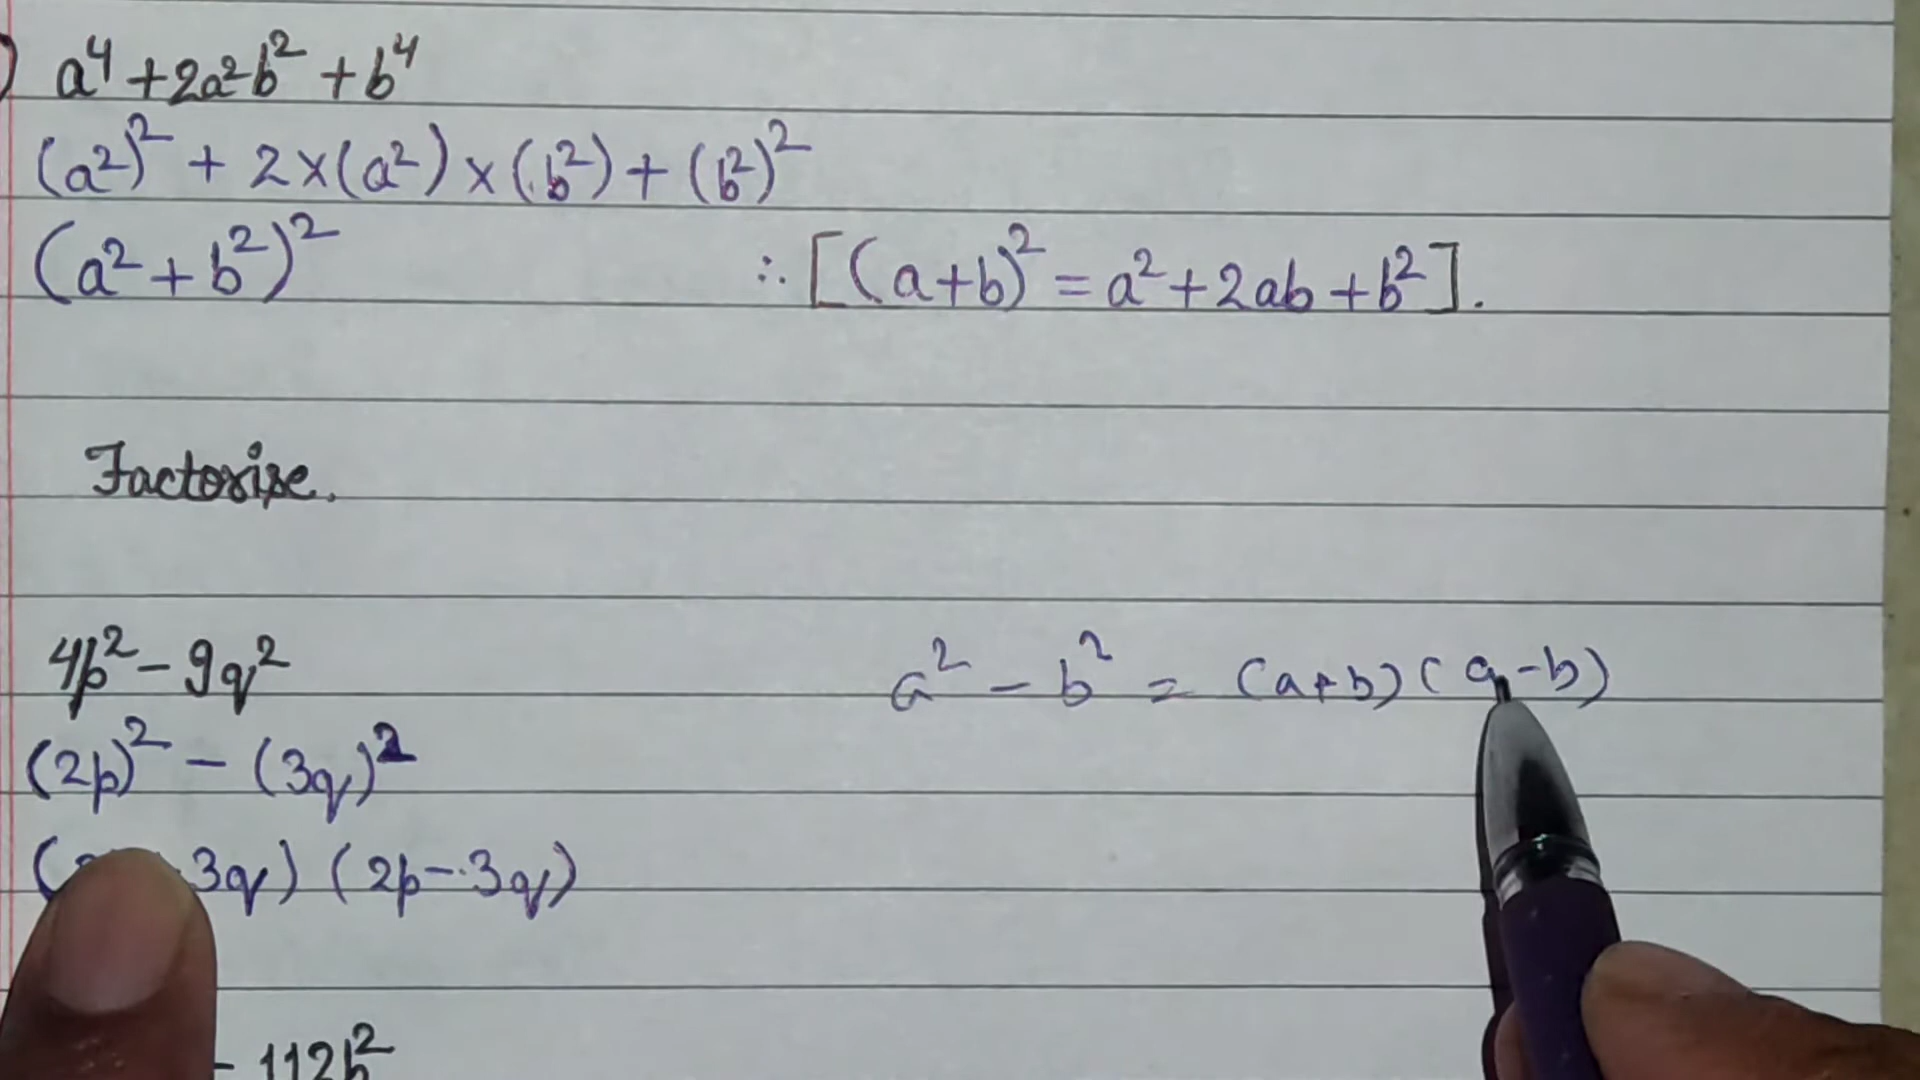 ) a⁴ + 2a²b² + b⁴
(a²)² + 2×(a²)×(b²) + (b²)²
(a² + b²)² ∴ [(a+b)² = a² + 2ab + b²].
Factorise.
4p² – 9q² a² – b² = (a+b)(a–b)
(2p)² – (3q)²
( 3q) (2p – 3q)
– 112b²